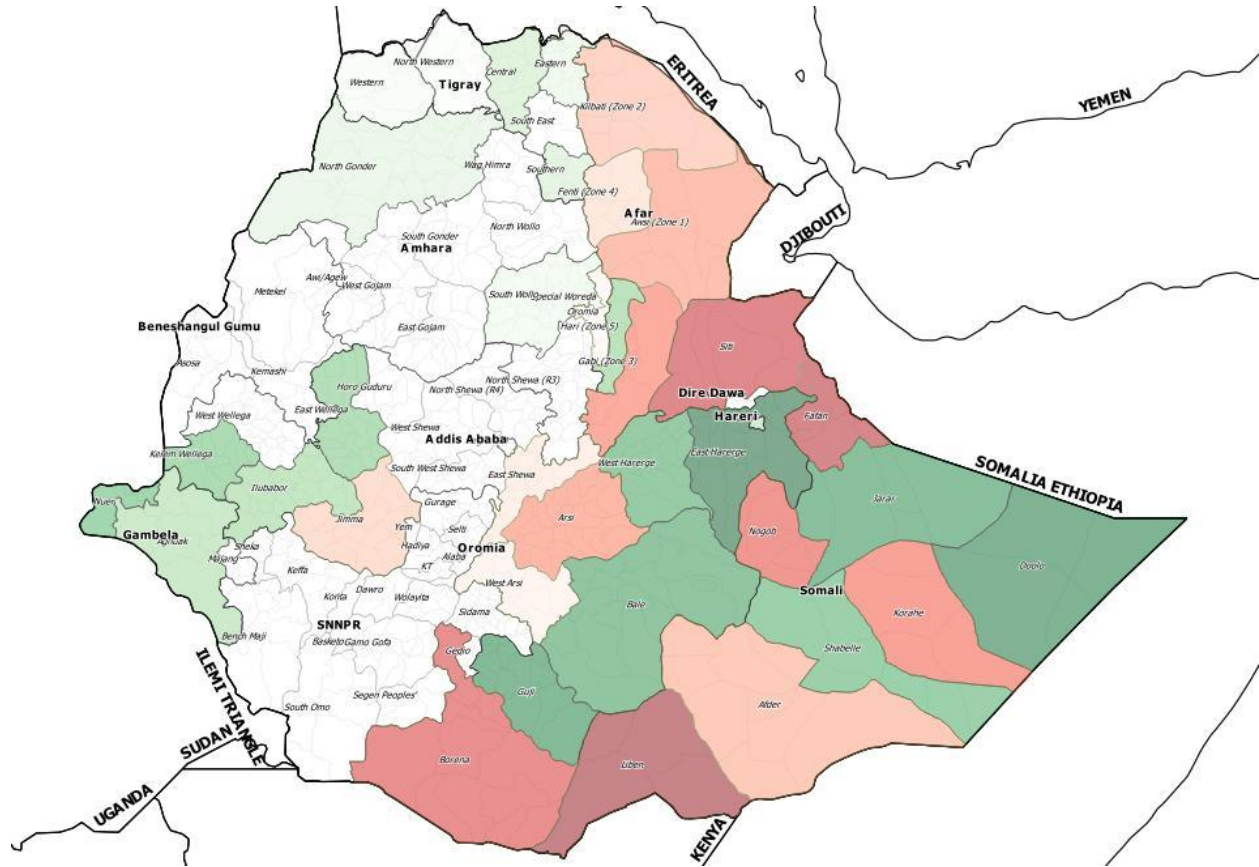 North Western
Western
Tigray
Central
Eastern
ERITREA
YEMEN
Kilbati (Zone 2)
South East
North Gonder
Wag Himra
Southern
Fenti (Zone 4)
Afar
Awsi (Zone 1)
DJIBOUTI
South Gonder
North Wollo
Amhara
Awi/Agew
West Gojam
Metekel
South Wollo
Special Woreda
Oromia
Hari (Zone 5)
Beneshangul Gumu
East Gojam
Siti
Asosa
Kemashi
Gabi (Zone 3)
Horo Guduru
North Shewa (R4)
North Shewa (R3)
Dire Dawa
West Wellega
East Wellega
Hareri
Fafan
West Shewa
Addis Ababa
Kelem Wellega
East Harerge
South West Shewa
East Shewa
West Harerge
SOMALIA ETHIOPIA
Ilubabor
Nuer
Gurage
Jarar
Jimma
Arsi
Yem
Selti
Nogob
Gambela
Agnuak
Sheka
Hadiya
Oromia
Majang
Alaba
Keffa
KT
Doolo
West Arsi
Somali
Dawro
Konta
Wolayita
Bale
Sidama
Korahe
SNNPR
Bench Maji
Basketo
Gamo Gofa
Gedio
Shabelle
Guji
Segen Peoples'
South Omo
Afder
ILEMI TRIANGLE
SUDAN
Borena
Liben
UGANDA
KENYA